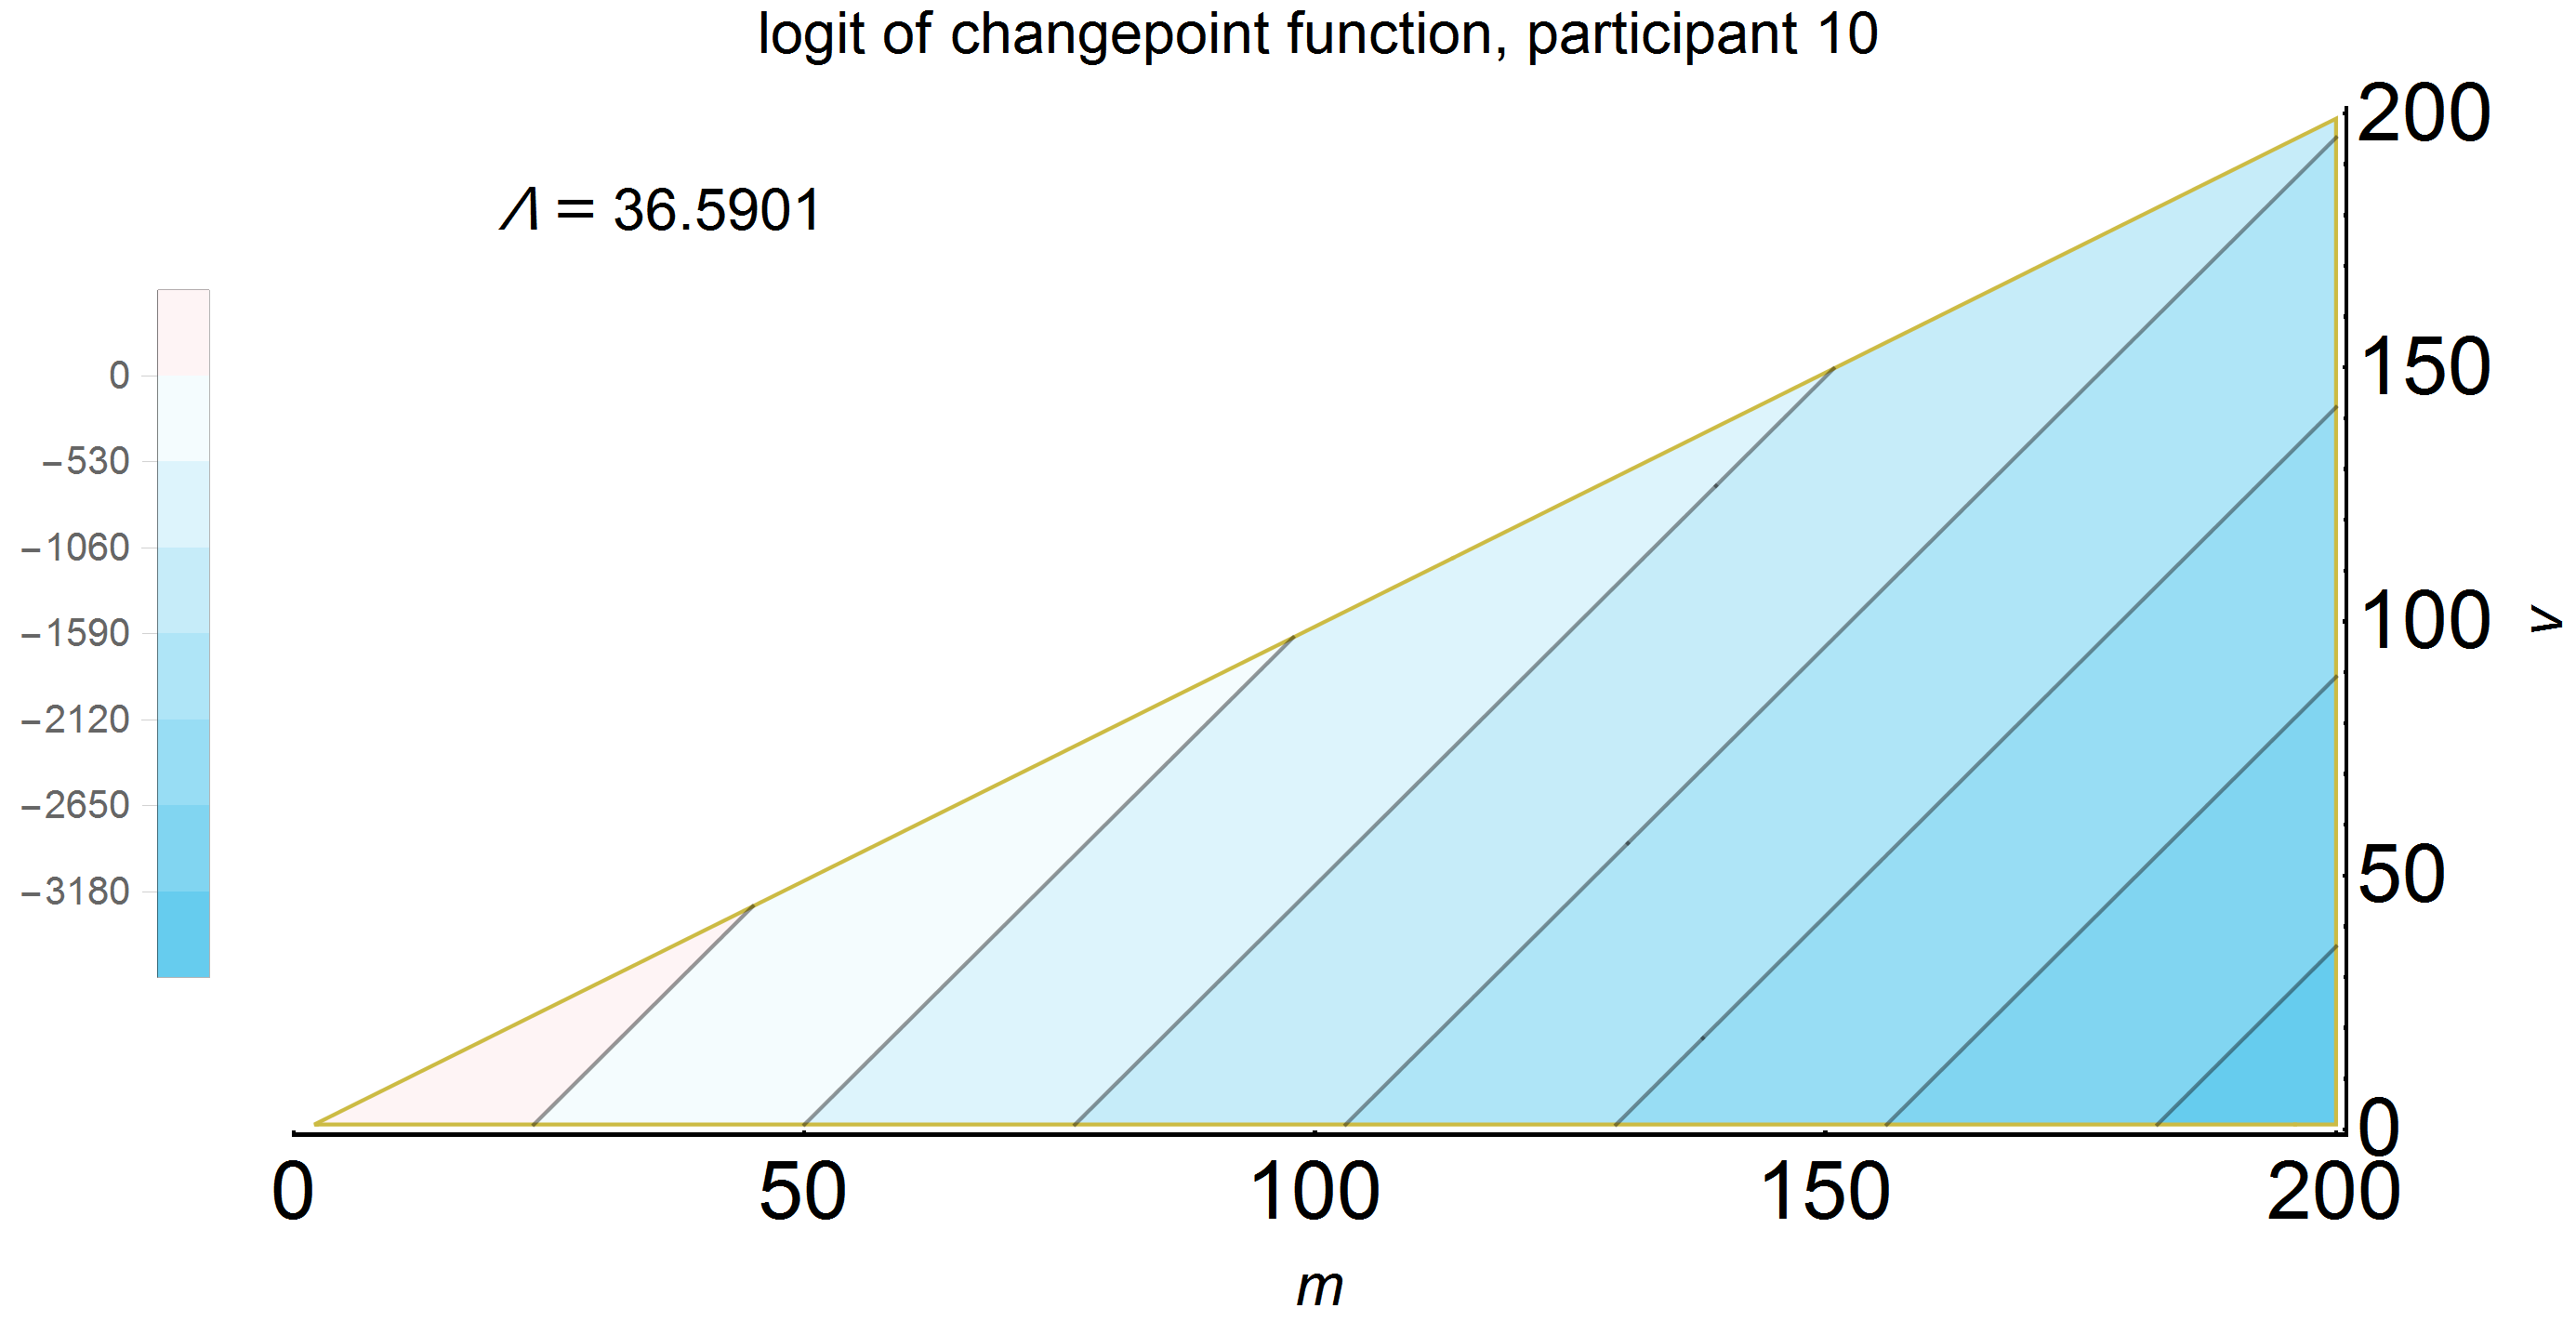 logit of changepoint function, participant 10
Λ = 36.5901
0
−530
−1060
−1590
−2120
−2650
−3180
200
150
100
50
0
v
0 50 100 150 200
m